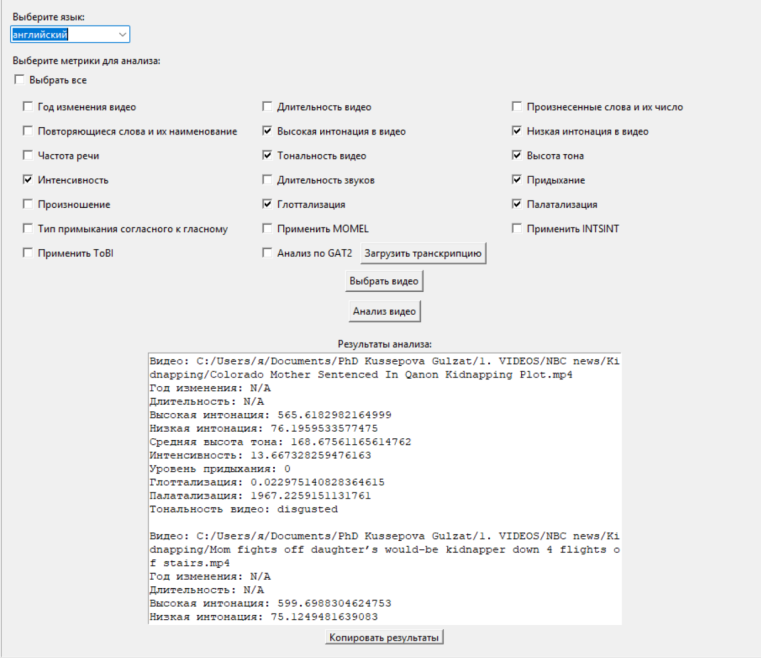 Выберите язык:
английский
Выберите метрики для анализа:
Выбрать все
Год изменения видео Длительность видео Произнесенные слова и их число
Повторяющиеся слова и их наименование Высокая интонация в видео Низкая интонация в видео
Частота речи Тональность видео Высота тона
Интенсивность Длительность звуков Придыхание
Произношение Глоттализация Палатализация
Тип примыкания согласного к гласному Применить MOMEL Применить INTSINT
Применить ToBI Анализ по GAT2 Загрузить транскрипцию
Выбрать видео
Анализ видео
Результаты анализа:
Видео: C:/Users/я/Documents/PhD Kussepova Gulzat/1. VIDEOS/NBC news/Ki
dnapping/Colorado Mother Sentenced In Qanon Kidnapping Plot.mp4
Год изменения: N/A
Длительность: N/A
Высокая интонация: 565.6182982164999
Низкая интонация: 76.1959533577475
Средняя высота тона: 168.67561165614762
Интенсивность: 13.667328259476163
Уровень придыхания: 0
Глоттализация: 0.022975140828364615
Палатализация: 1967.2259151131761
Тональность видео: disgusted
Видео: C:/Users/я/Documents/PhD Kussepova Gulzat/1. VIDEOS/NBC news/Ki
dnapping/Mom fights off daughter’s would-be kidnapper down 4 flights o
f stairs.mp4
Год изменения: N/A
Длительность: N/A
Высокая интонация: 599.6988304624753
Низкая интонация: 75.1249481639083
Копировать результаты